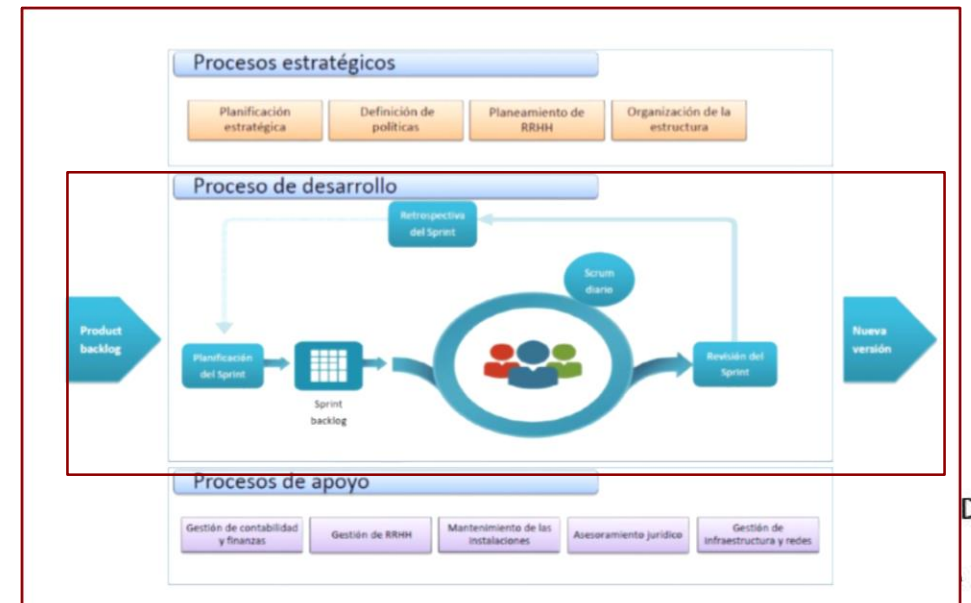 Procesos estratégicos
Planificación
estratégica
Definición de
políticas
Planeamiento de
RRHH
Organización de la
estructura
Proceso de desarrollo
Retrospectiva
del Sprint
Scrum
diario
Product
backlog
Nueva
versión
Planificación
del Sprint
Revisión del
Sprint
Sprint
backlog
Procesos de apoyo
Gestión de contabilidad
y finanzas
Gestión de RRHH
Mantenimiento de las
instalaciones
Asesoramiento jurídico
Gestión de
infraestructura y redes
D